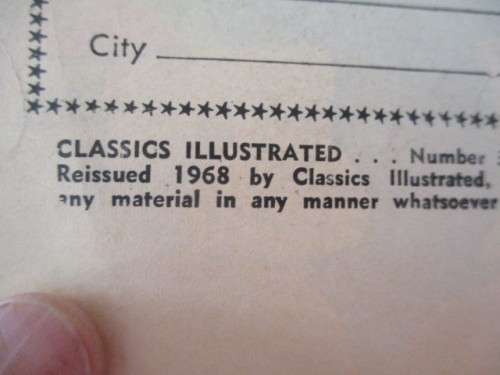 City
CLASSICS ILLUSTRATED . . . Number
Reissued 1968 by Classics Illustrated,
any material in any manner whatsoever